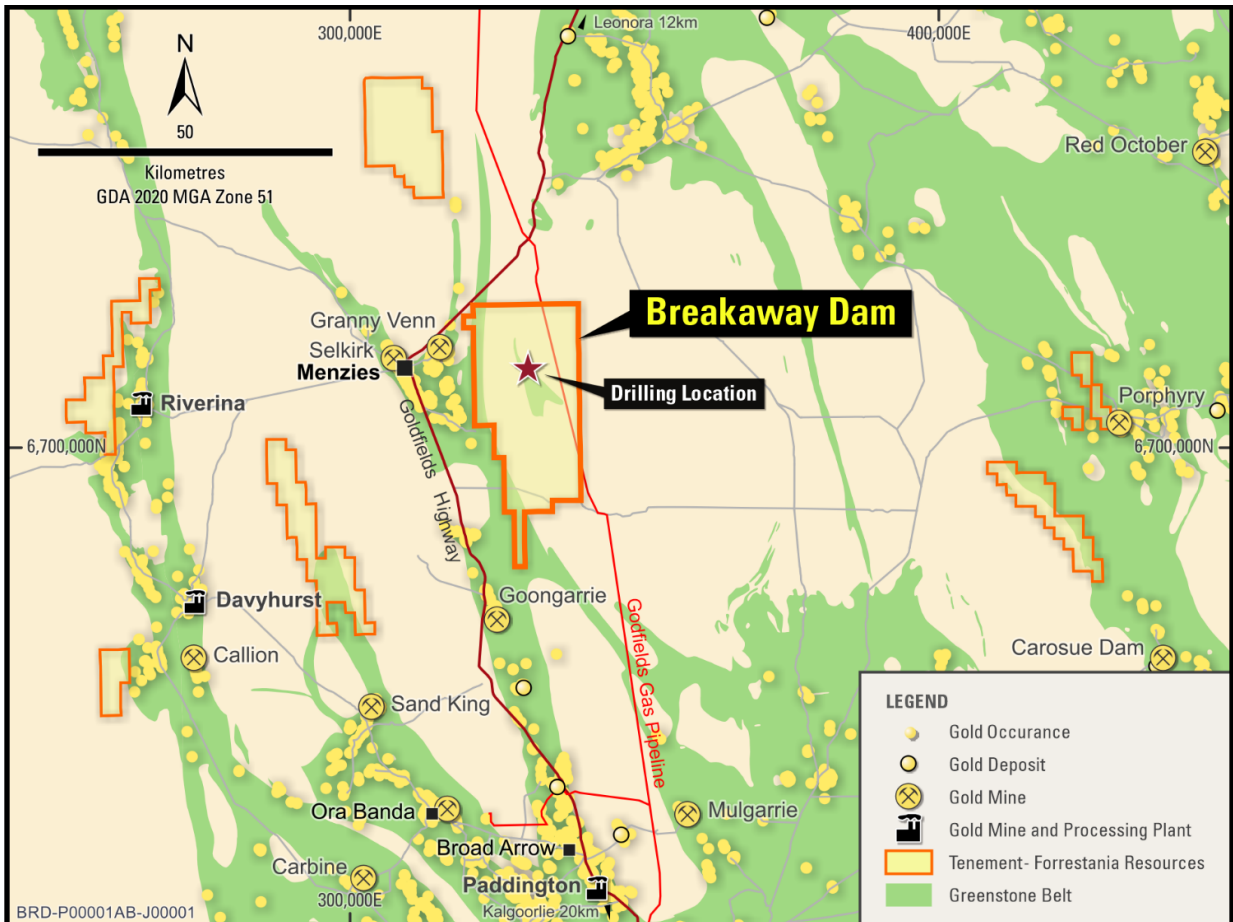 300,000E
Leonora 12km
400,000E
N
50
Kilometres
GDA 2020 MGA Zone 51
Red October
Granny Venn
Selkirk
Menzies
Breakaway Dam
Drilling Location
Riverina
Porphyry
6,700,000N
6,700,000N
Goldfields Highway
Davyhurst
Goongarrie
Godfields Gas Pipeline
Callion
Carosue Dam
Sand King
Ora Banda
Mulgarrie
Broad Arrow
Carbine
Paddington
300,000E
Kalgoorlie 20km
BRD-P00001AB-J00001
LEGEND
Gold Occurance
Gold Deposit
Gold Mine
Gold Mine and Processing Plant
Tenement- Forrestania Resources
Greenstone Belt